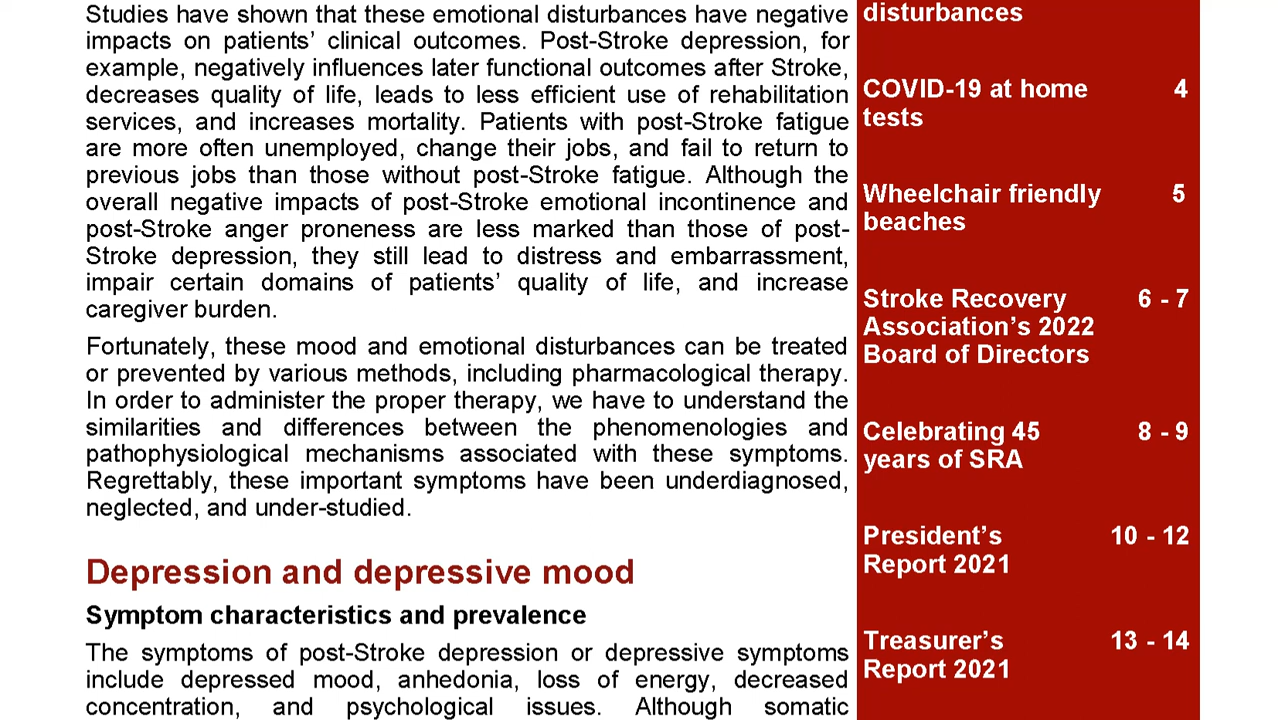 Studies have shown that these emotional disturbances have negative
impacts on patients’ clinical outcomes. Post-Stroke depression, for
example, negatively influences later functional outcomes after Stroke,
decreases quality of life, leads to less efficient use of rehabilitation
services, and increases mortality. Patients with post-Stroke fatigue
are more often unemployed, change their jobs, and fail to return to
previous jobs than those without post-Stroke fatigue. Although the
overall negative impacts of post-Stroke emotional incontinence and
post-Stroke anger proneness are less marked than those of post-
Stroke depression, they still lead to distress and embarrassment,
impair certain domains of patients’ quality of life, and increase
caregiver burden.
Fortunately, these mood and emotional disturbances can be treated
or prevented by various methods, including pharmacological therapy.
In order to administer the proper therapy, we have to understand the
similarities and differences between the phenomenologies and
pathophysiological mechanisms associated with these symptoms.
Regrettably, these important symptoms have been underdiagnosed,
neglected, and under-studied.
Depression and depressive mood
Symptom characteristics and prevalence
The symptoms of post-Stroke depression or depressive symptoms
include depressed mood, anhedonia, loss of energy, decreased
concentration, and psychological issues. Although somatic
disturbances
COVID-19 at home 4
tests
Wheelchair friendly 5
beaches
Stroke Recovery 6 - 7
Association’s 2022
Board of Directors
Celebrating 45 8 - 9
years of SRA
President’s 10 - 12
Report 2021
Treasurer’s 13 - 14
Report 2021